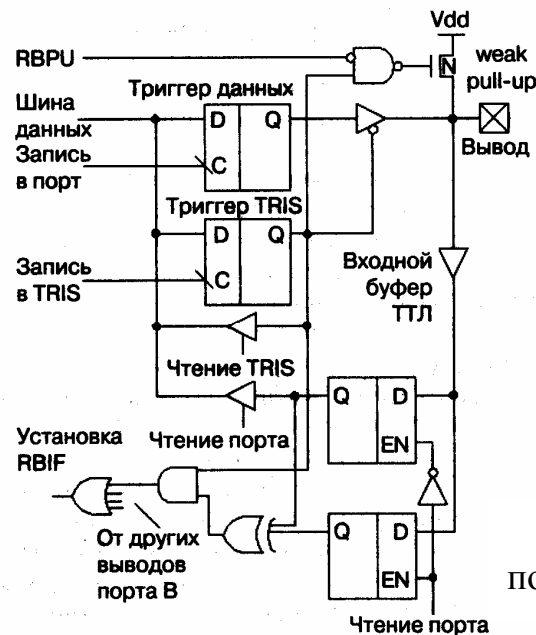 Vdd
RBPU
weak
pull-up
N
Триггер данных
Шина
данных
D Q
Вывод
Запись
в порт
C
Триггер TRIS
D Q
Входной
буфер
ТТЛ
Запись
в TRIS
C
Чтение TRIS
Q D
Чтение порта
EN
Установка
RBIF
Q D
От других
выводов
порта В
EN
по
Чтение порта